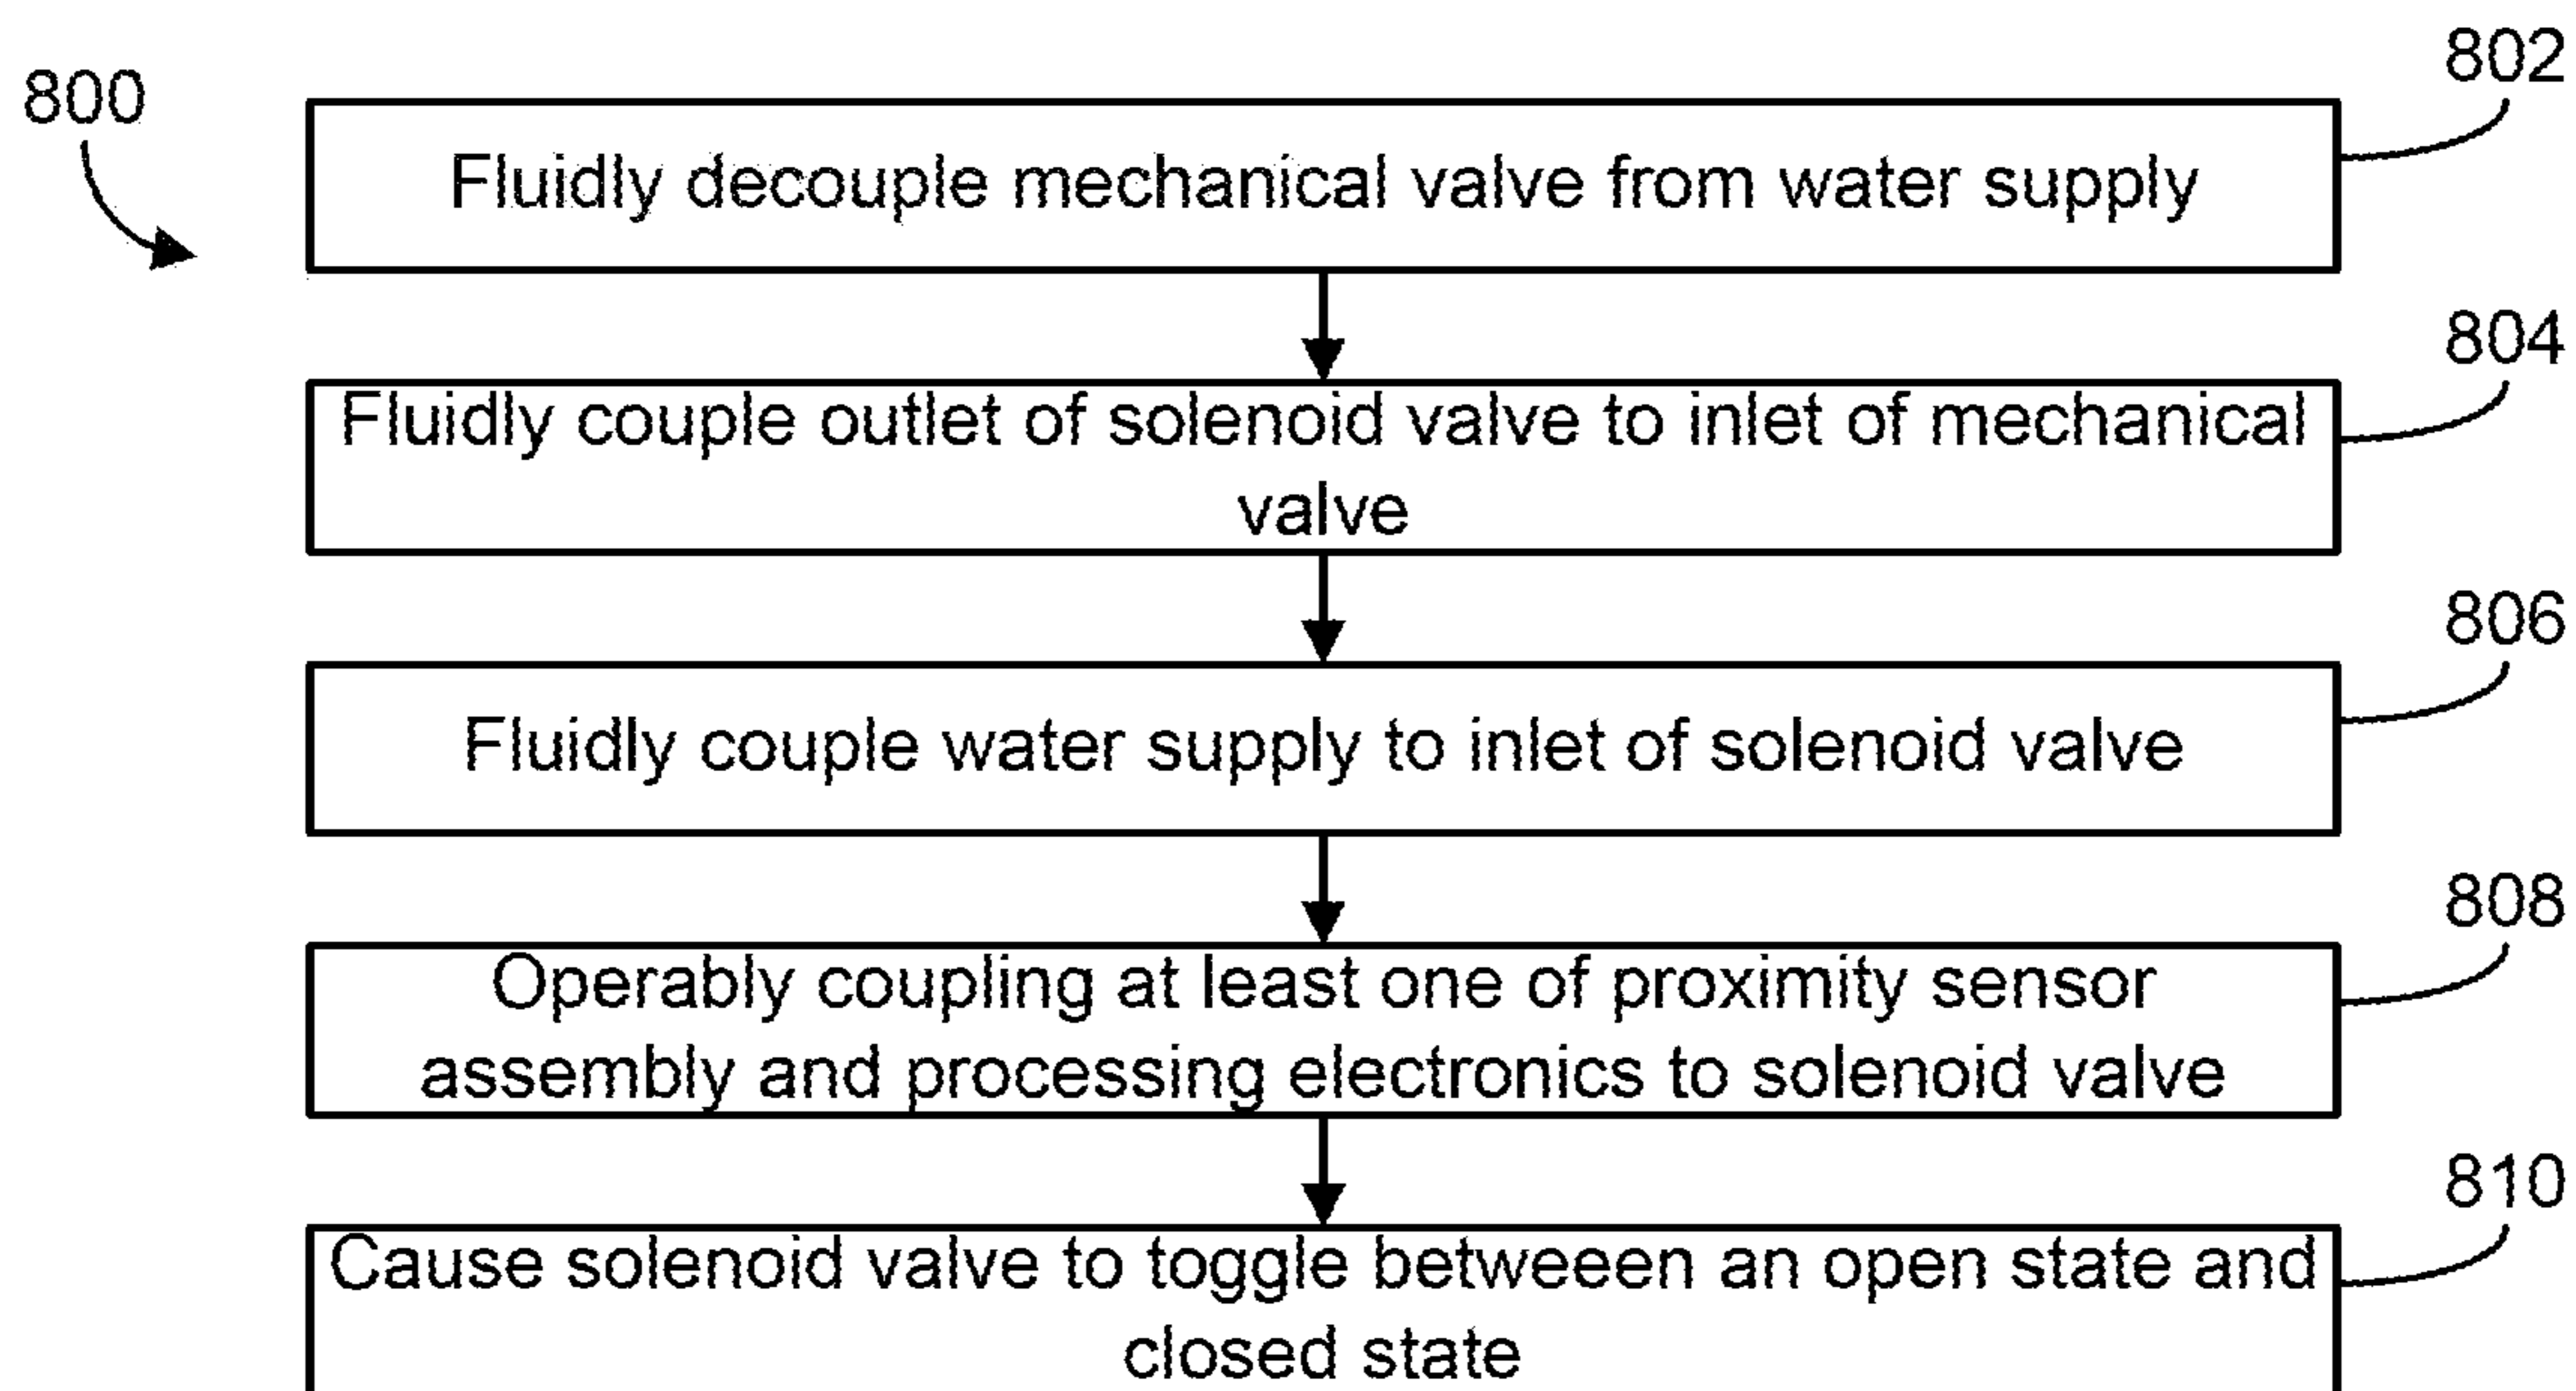 802
800
Fluidly decouple mechanical valve from water supply
804
Fluidly couple outlet of solenoid valve to inlet of mechanical
valve
806
Fluidly couple water supply to inlet of solenoid valve
808
Operably coupling at least one of proximity sensor
assembly and processing electronics to solenoid valve
810
Cause solenoid valve to toggle betweeen an open state and
closed state